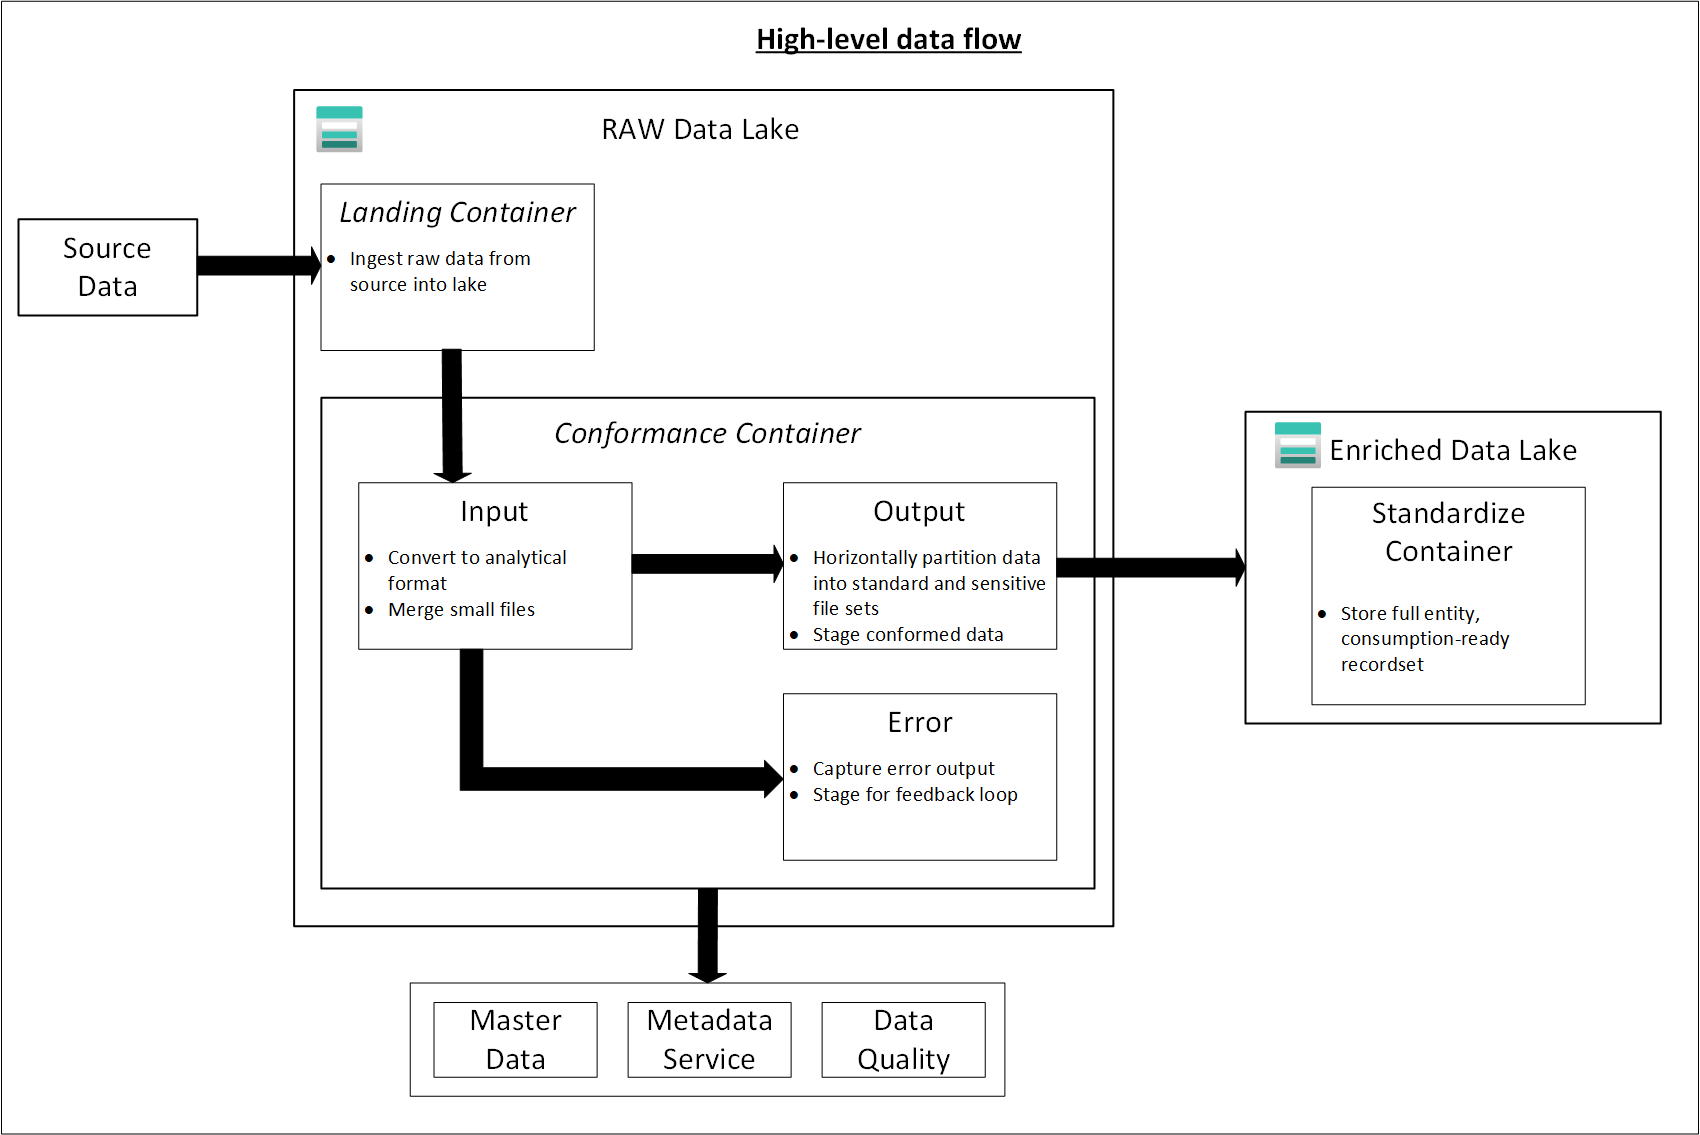 High-level data flow
RAW Data Lake
Landing Container
• Ingest raw data from
source into lake
Source
Data
Conformance Container
Input
• Convert to analytical
format
• Merge small files
Output
• Horizontally partition data
into standard and sensitive
file sets
• Stage conformed data
Error
• Capture error output
• Stage for feedback loop
Enriched Data Lake
Standardize
Container
• Store full entity,
consumption-ready
recordset
Master
Data
Metadata
Service
Data
Quality